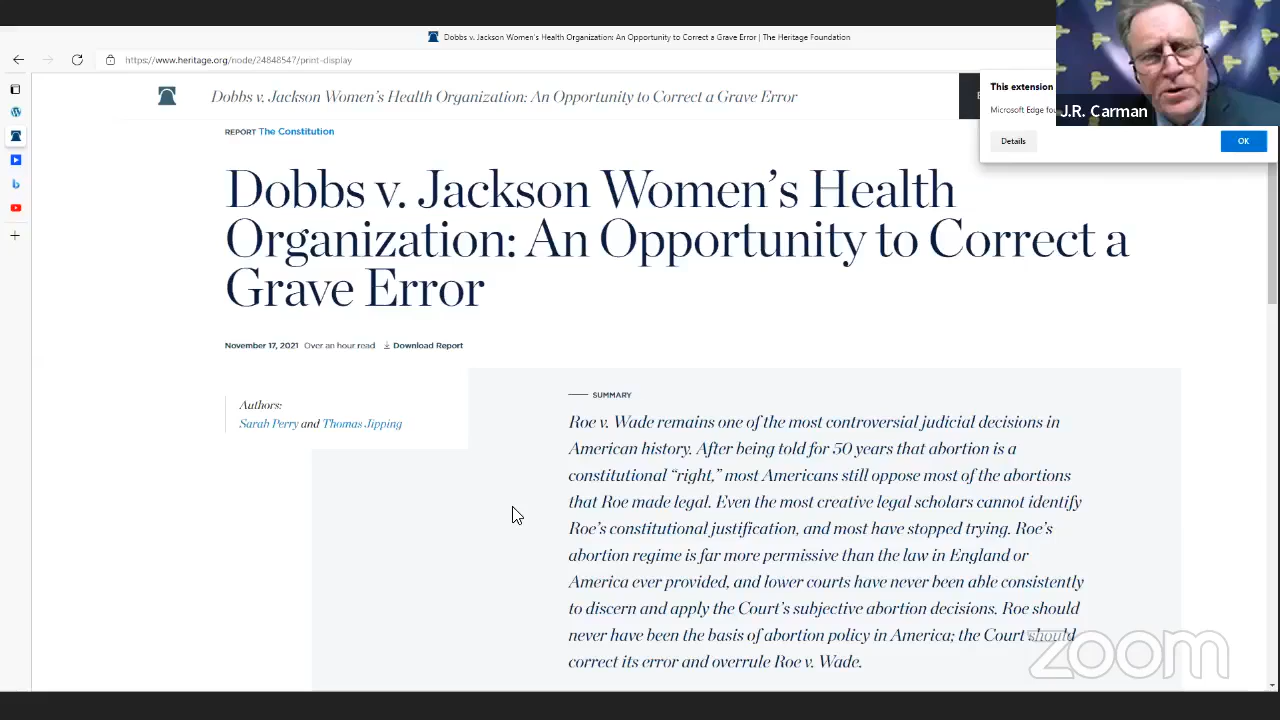 Dobbs v. Jackson Women's Health Organization: An Opportunity to Correct a Grave Error | The Heritage Foundation
https://www.heritage.org/node/24848547/print-display
Dobbs v. Jackson Women's Health Organization: An Opportunity to Correct a Grave Error
This extension
Microsoft Edge fou
J.R. Carman
Details
OK
REPORT The Constitution
Dobbs v. Jackson Women's Health
Organization: An Opportunity to Correct a
Grave Error
November 17, 2021 Over an hour read Download Report
Authors:
Sarah Perry and Thomas Jipping
SUMMARY
Roe v. Wade remains one of the most controversial judicial decisions in
American history. After being told for 50 years that abortion is a
constitutional “right,” most Americans still oppose most of the abortions
that Roe made legal. Even the most creative legal scholars cannot identify
Roe's constitutional justification, and most have stopped trying. Roe's
abortion regime is far more permissive than the law in England or
America ever provided, and lower courts have never been able consistently
to discern and apply the Court's subjective abortion decisions. Roe should
never have been the basis of abortion policy in America; the Court should
correct its error and overrule Roe v. Wade.
zoom